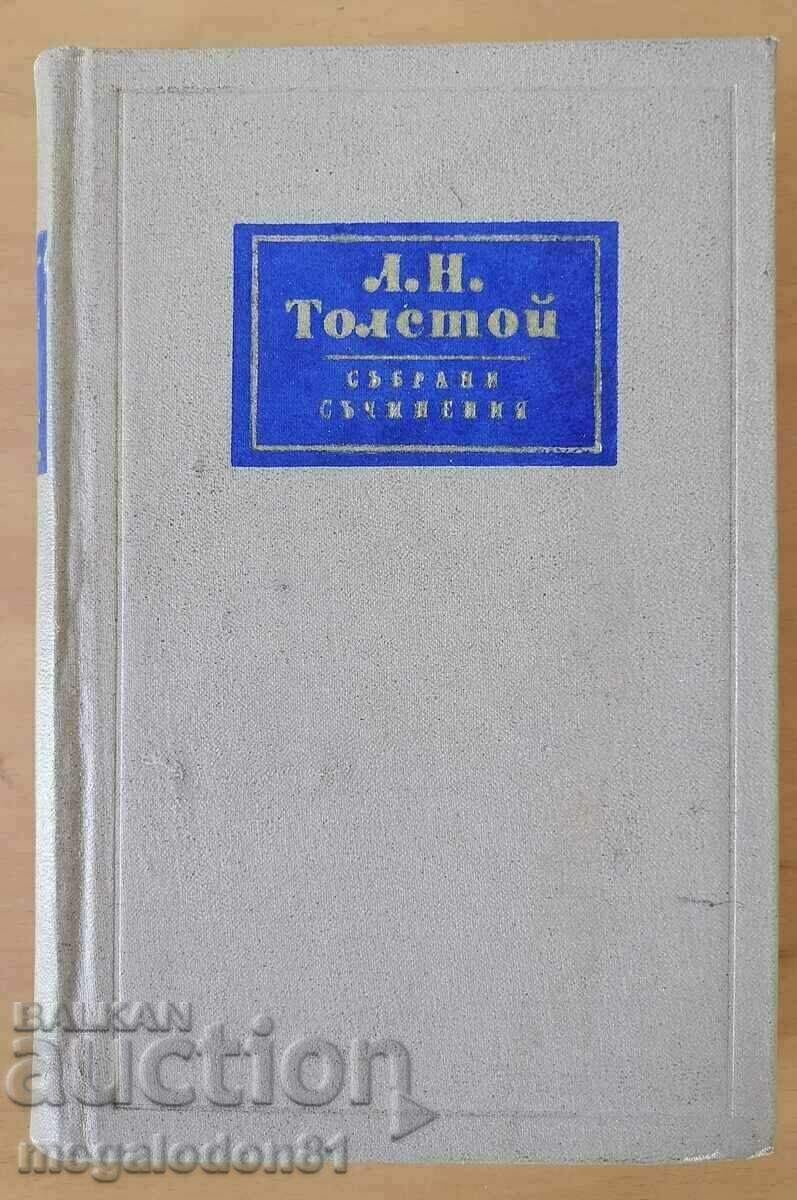 Л.Н.
Толстой
СЪБРАНИ
СЪЧИНЕНИЯ
BALKAN
auction
megalodon81